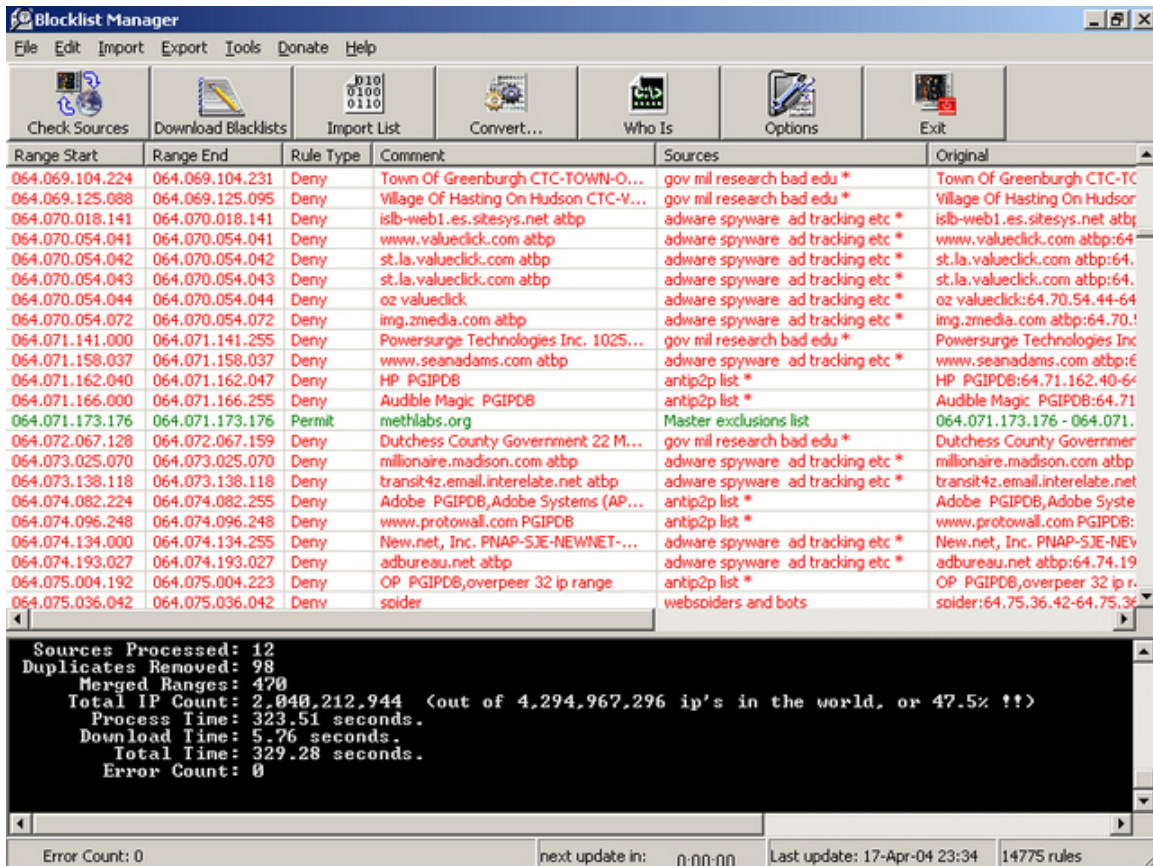 Blocklist Manager
File Edit Import Export Tools Donate Help
Check Sources Download Blacklists Import List Convert... Who Is Options Exit
Range Start Range End Rule Type Comment Sources Original
064.069.104.224 064.069.104.231 Deny Town Of Greenburgh CTC-TOWN-O... gov mil research bad edu * Town Of Greenburgh CTC-TO
064.069.125.088 064.069.125.095 Deny Village Of Hasting On Hudson CTC-V... gov mil research bad edu * Village Of Hasting On Hudson
064.070.018.141 064.070.018.141 Deny islb-web1.es.sitesys.net atbp adware spyware ad tracking etc * islb-web1.es.sitesys.net atbp
064.070.054.041 064.070.054.041 Deny www.valueclick.com atbp adware spyware ad tracking etc * www.valueclick.com atbp:64
064.070.054.042 064.070.054.042 Deny st.la.valueclick.com atbp adware spyware ad tracking etc * st.la.valueclick.com atbp:64.
064.070.054.043 064.070.054.043 Deny st.la.valueclick.com atbp adware spyware ad tracking etc * st.la.valueclick.com atbp:64.
064.070.054.044 064.070.054.044 Deny oz valueclick adware spyware ad tracking etc * oz valueclick:64.70.54.44-64
064.070.054.072 064.070.054.072 Deny img.zmedia.com atbp adware spyware ad tracking etc * img.zmedia.com atbp:64.70.5
064.071.141.000 064.071.141.255 Deny Powersurge Technologies Inc. 1025... gov mil research bad edu * Powersurge Technologies Inc
064.071.158.037 064.071.158.037 Deny www.seanadams.com atbp adware spyware ad tracking etc * www.seanadams.com atbp:6
064.071.162.040 064.071.162.047 Deny HP PGIPDB antip2p list * HP PGIPDB:64.71.162.40-64
064.071.166.000 064.071.166.255 Deny Audible Magic PGIPDB antip2p list * Audible Magic PGIPDB:64.71
064.071.173.176 064.071.173.176 Permit methlabs.org Master exclusions list 064.071.173.176 - 064.071.
064.072.067.128 064.072.067.159 Deny Dutchess County Government 22 M... gov mil research bad edu * Dutchess County Governmen
064.073.025.070 064.073.025.070 Deny millionaire.madison.com atbp adware spyware ad tracking etc * millionaire.madison.com atbp
064.073.138.118 064.073.138.118 Deny transit4z.email.interelate.net atbp adware spyware ad tracking etc * transit4z.email.interelate.net
064.074.082.224 064.074.082.255 Deny Adobe PGIPDB,Adobe Systems (AP... antip2p list * Adobe PGIPDB,Adobe Syste
064.074.096.248 064.074.096.248 Deny www.protowall.com PGIPDB antip2p list * www.protowall.com PGIPDB:
064.074.134.000 064.074.134.255 Deny New.net, Inc. PNAP-SJE-NEWNET-... adware spyware ad tracking etc * New.net, Inc. PNAP-SJE-NEV
064.074.193.027 064.074.193.027 Deny adbureau.net atbp adware spyware ad tracking etc * adbureau.net atbp:64.74.19
064.075.004.192 064.075.004.223 Deny OP PGIPDB,overpeer 32 ip range antip2p list * OP PGIPDB,overpeer 32 ip r
064.075.036.042 064.075.036.042 Deny spider webspiders and bots spider:64.75.36.42-64.75.36
Sources Processed: 12
Duplicates Removed: 98
Merged Ranges: 470
Total IP Count: 2,040,212,944 (out of 4,294,967,296 ip's in the world, or 47.5% !!)
Process Time: 323.51 seconds.
Download Time: 5.76 seconds.
Total Time: 329.28 seconds.
Error Count: 0
Error Count: 0 next update in: 0:00:00 Last update: 17-Apr-04 23:34 14775 rules